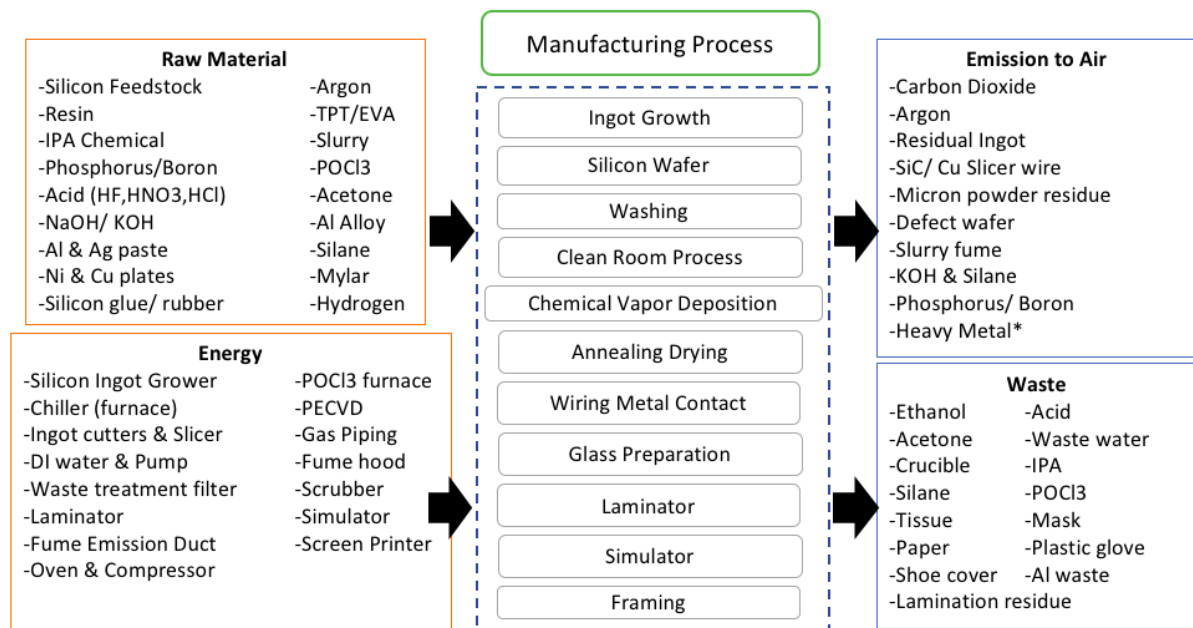 Raw Material
-Silicon Feedstock
-Resin
-IPA Chemical
-Phosphorus/Boron
-Acid (HF,HNO3,HCl)
-NaOH/ KOH
-Al & Ag paste
-Ni & Cu plates
-Silicon glue/ rubber
-Argon
-TPT/EVA
-Slurry
-POCl3
-Acetone
-Al Alloy
-Silane
-Mylar
-Hydrogen
Energy
-Silicon Ingot Grower
-Chiller (furnace)
-Ingot cutters & Slicer
-DI water & Pump
-Waste treatment filter
-Laminator
-Fume Emission Duct
-Oven & Compressor
-POCl3 furnace
-PECVD
-Gas Piping
-Fume hood
-Scrubber
-Simulator
-Screen Printer
Manufacturing Process
Ingot Growth
Silicon Wafer
Washing
Clean Room Process
Chemical Vapor Deposition
Annealing Drying
Wiring Metal Contact
Glass Preparation
Laminator
Simulator
Framing
Emission to Air
-Carbon Dioxide
-Argon
-Residual Ingot
-SiC/ Cu Slicer wire
-Micron powder residue
-Defect wafer
-Slurry fume
-KOH & Silane
-Phosphorus/ Boron
-Heavy Metal*
Waste
-Ethanol
-Acetone
-Crucible
-Silane
-Tissue
-Paper
-Shoe cover
-Lamination residue
-Acid
-Waste water
-IPA
-POCl3
-Mask
-Plastic glove
-Al waste